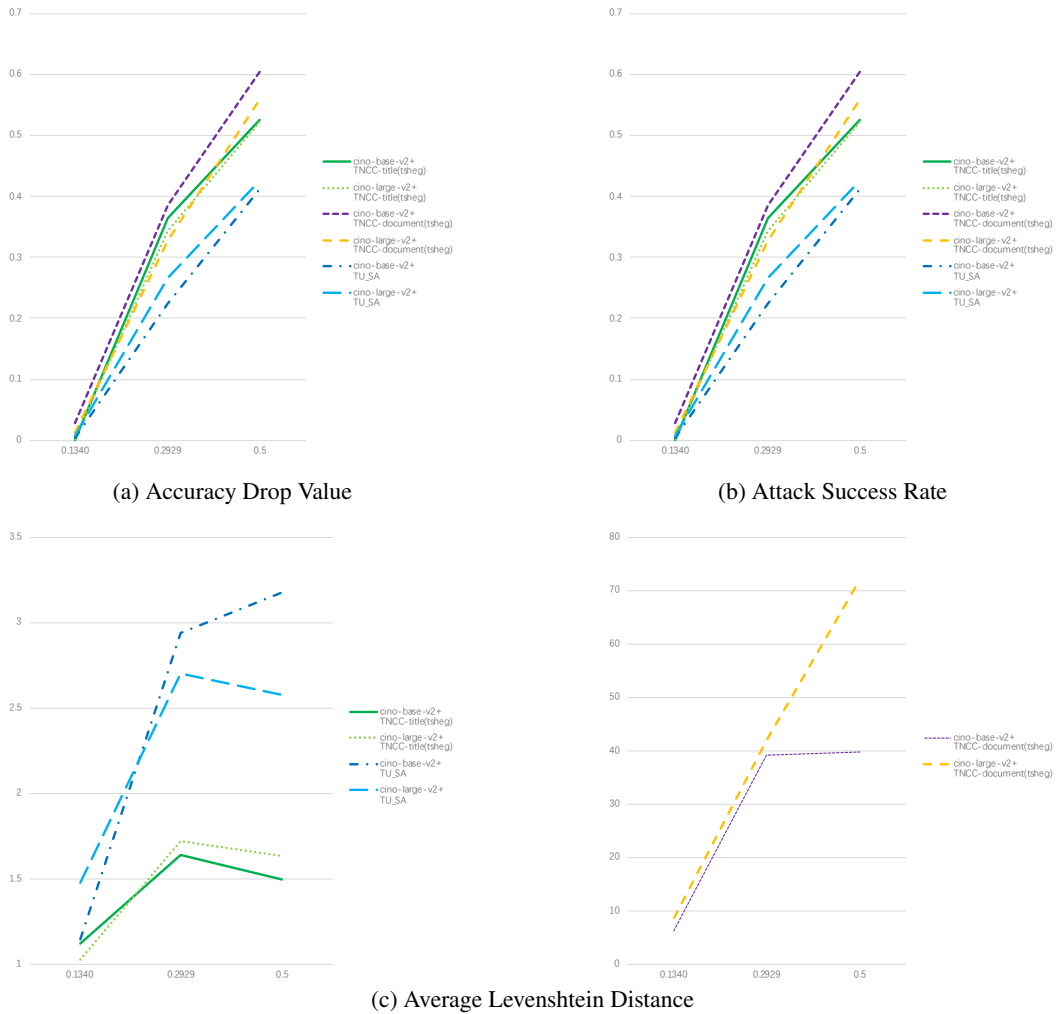 0.7
0.6
0.5
0.4
0.3
0.2
0.1
0
0.1340 0.2929 0.5
cino-base-v2+
TNCC-title(tsheg)
cino-large-v2+
TNCC-title(tsheg)
cino-base-v2+
TNCC-document(tsheg)
cino-large-v2+
TNCC-document(tsheg)
cino-base-v2+
TU_SA
cino-large-v2+
TU_SA
(a) Accuracy Drop Value
0.7
0.6
0.5
0.4
0.3
0.2
0.1
0
0.1340 0.2929 0.5
cino-base-v2+
TNCC-title(tsheg)
cino-large-v2+
TNCC-title(tsheg)
cino-base-v2+
TNCC-document(tsheg)
cino-large-v2+
TNCC-document(tsheg)
cino-base-v2+
TU_SA
cino-large-v2+
TU_SA
(b) Attack Success Rate
3.5
3
2.5
2
1.5
1
0.1340 0.2929 0.5
cino-base-v2+
TNCC-title(tsheg)
cino-large-v2+
TNCC-title(tsheg)
cino-base-v2+
TU_SA
cino-large-v2+
TU_SA
80
70
60
50
40
30
20
10
0
0.1340 0.2929 0.5
cino-base-v2+
TNCC-document(tsheg)
cino-large-v2+
TNCC-document(tsheg)
(c) Average Levenshtein Distance